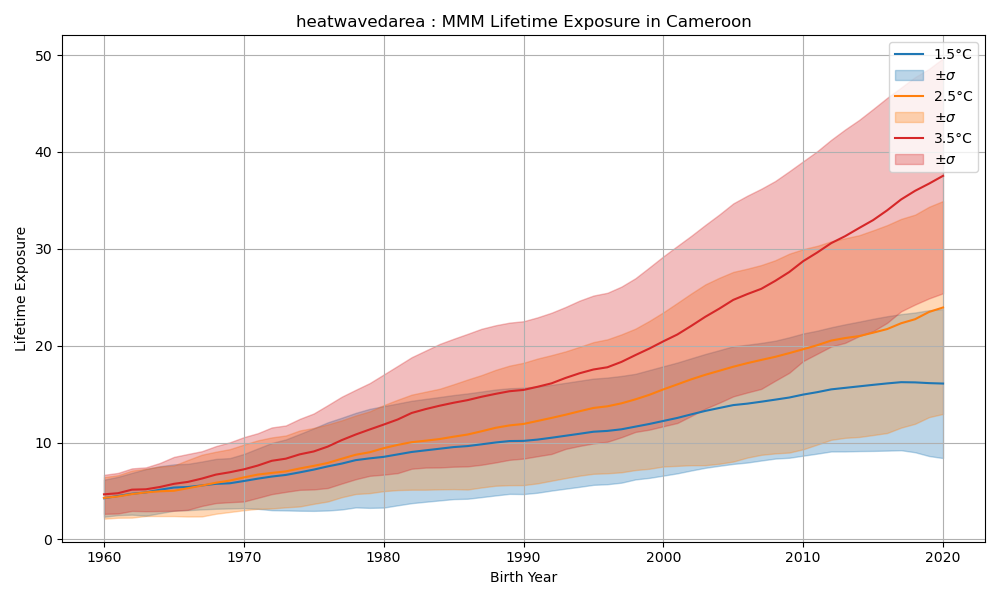 heatwavedarea : MMM Lifetime Exposure in Cameroon
50
40
30
20
10
0
Lifetime Exposure
1.5°C
±σ
2.5°C
±σ
3.5°C
±σ
1960 1970 1980 1990 2000 2010 2020
Birth Year